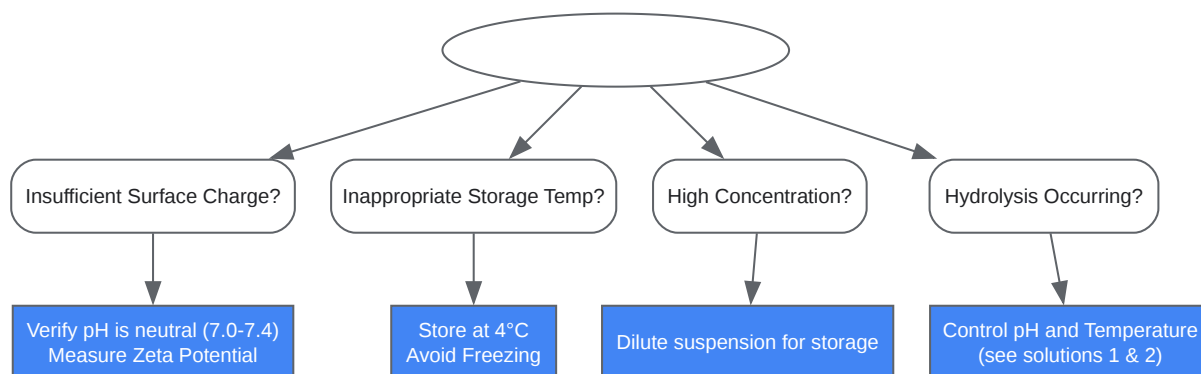 Insufficient Surface Charge?
Inappropriate Storage Temp?
High Concentration?
Hydrolysis Occurring?
Verify pH is neutral (7.0-7.4)
Measure Zeta Potential
Store at 4°C
Avoid Freezing
Dilute suspension for storage
Control pH and Temperature
(see solutions 1 & 2)